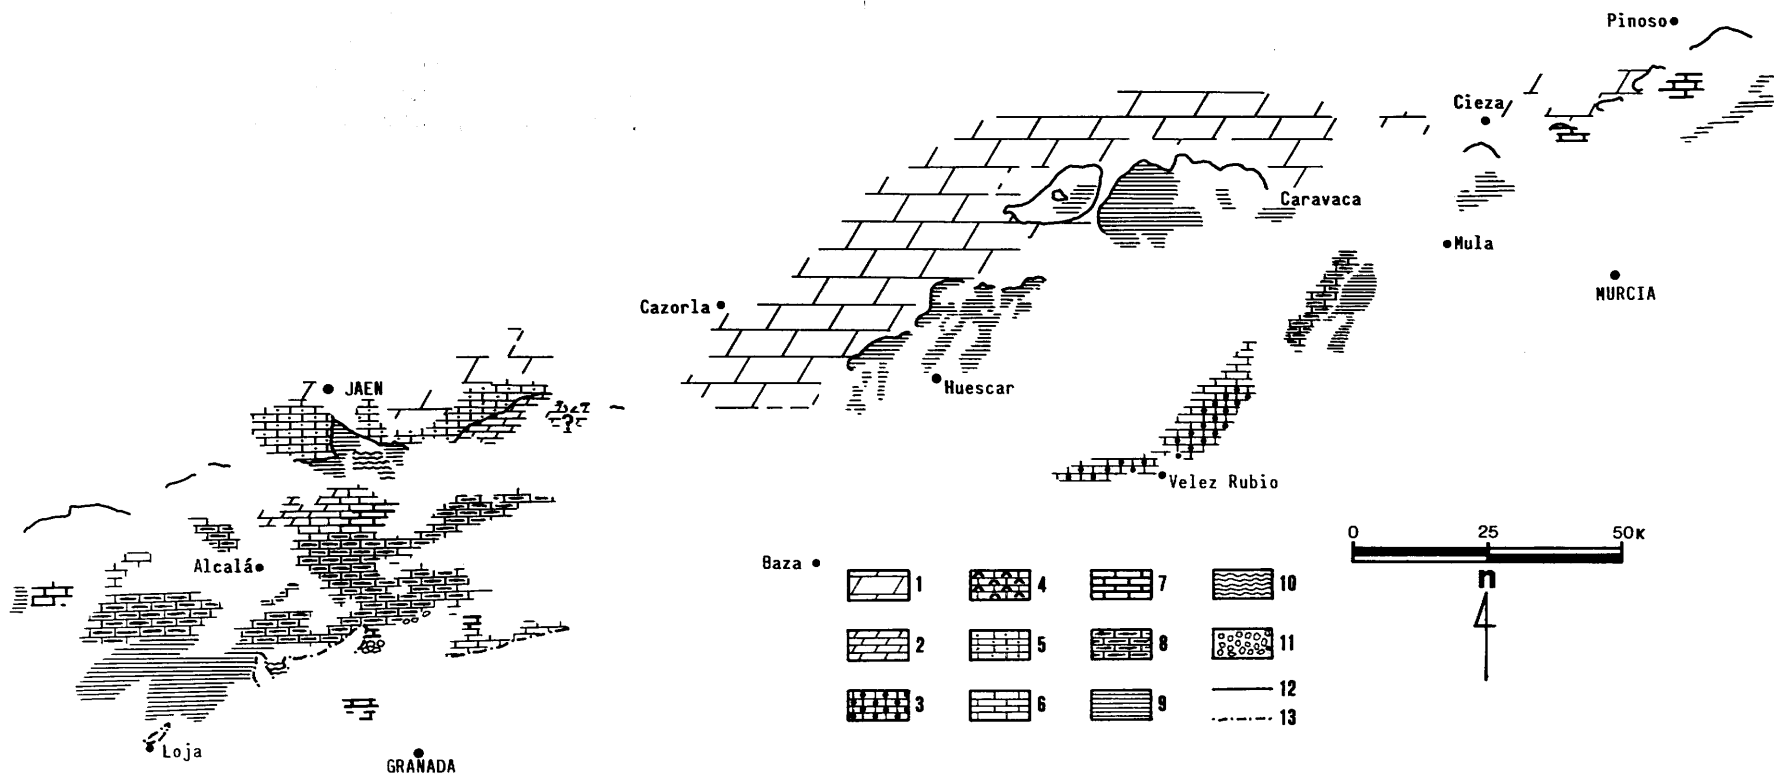 Pinoso
Cieza
Caravaca
Mula
MURCIA
Cazorla
Huescar
JAEN
?
Velez Rubio
Alcalá
Baza
Loja
GRANADA
0 25 50K
n
1 4 7 10
2 5 8 11
3 6 9 12
13